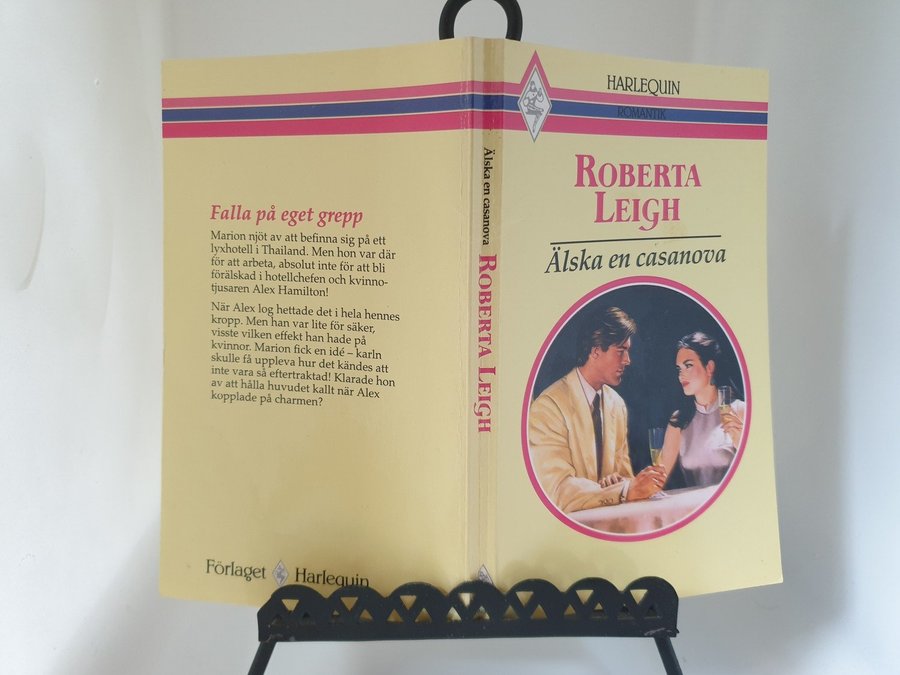 Falla på eget grepp
Marion njöt av att befinna sig på ett
lyxhotell i Thailand. Men hon var där
för att arbeta, absolut inte för att bli
förälskad i hotellchefen och kvinno-
tjusaren Alex Hamilton!
När Alex log hettade det i hela hennes
kropp. Men han var lite för säker,
visste vilken effekt han hade på
kvinnor. Marion fick en idé – karln
skulle få uppleva hur det kändes att
inte vara så eftertraktad! Klarade hon
av att hålla huvudet kallt när Alex
kopplade på charmen?
Förlaget Harlequin
Älska en casanova ROBERTA LEIGH
HARLEQUIN
ROMANTIK
ROBERTA
LEIGH
Älska en casanova